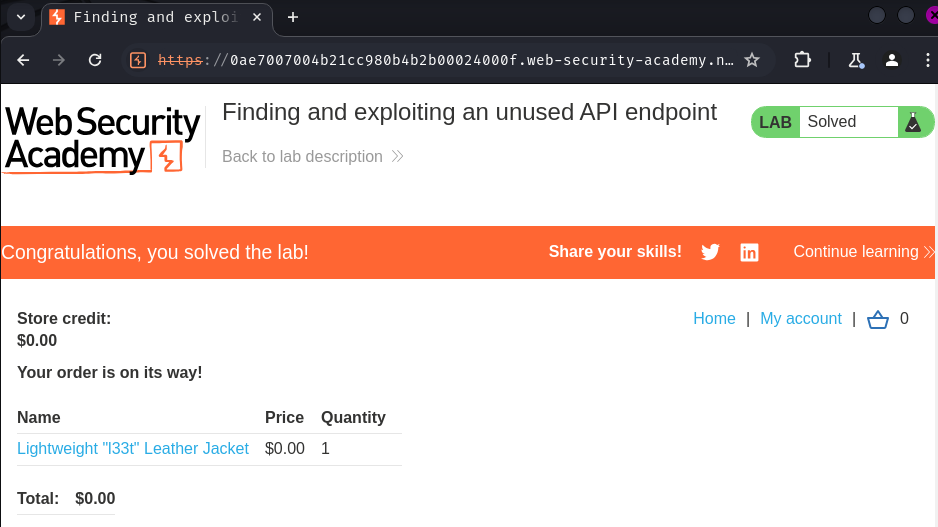 Finding and exploi
https://0ae7007004b21cc980b4b2b00024000f.web-security-academy.n…
Web Security
Academy
Finding and exploiting an unused API endpoint
Back to lab description
LAB Solved
Congratulations, you solved the lab!
Share your skills!
Continue learning
Store credit:
$0.00
Home | My account | 0
Your order is on its way!
Name Price Quantity
Lightweight "l33t" Leather Jacket $0.00 1
Total: $0.00